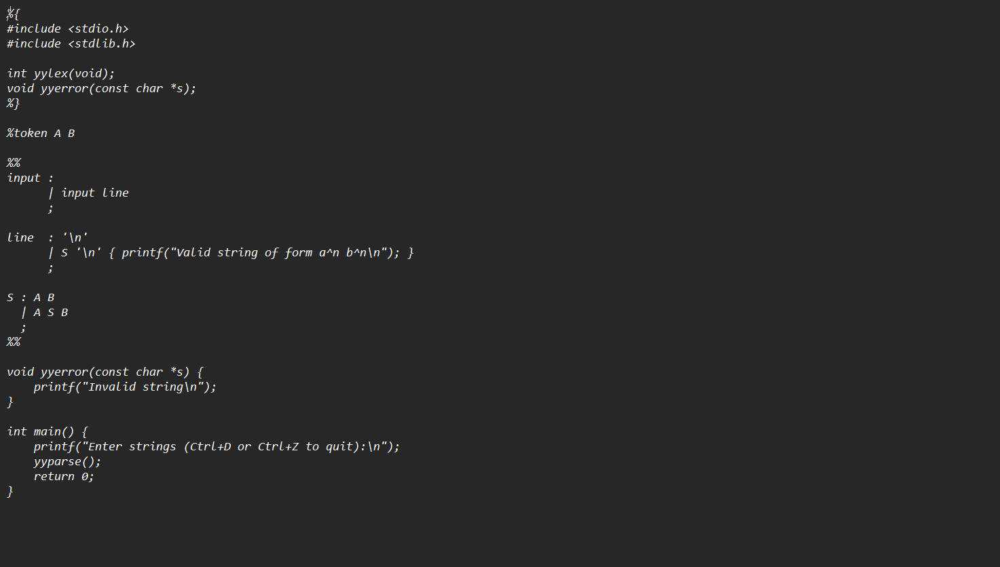 %{
#include <stdio.h>
#include <stdlib.h>

int yylex(void);
void yyerror(const char *s);
%}

%token A B

%%
input :
      | input line
      ;

line  : '\n'
      | S '\n' { printf("Valid string of form a^n b^n\n"); }
      ;

S : A B
  | A S B
  ;
%%

void yyerror(const char *s) {
    printf("Invalid string\n");
}

int main() {
    printf("Enter strings (Ctrl+D or Ctrl+Z to quit):\n");
    yyparse();
    return 0;
}